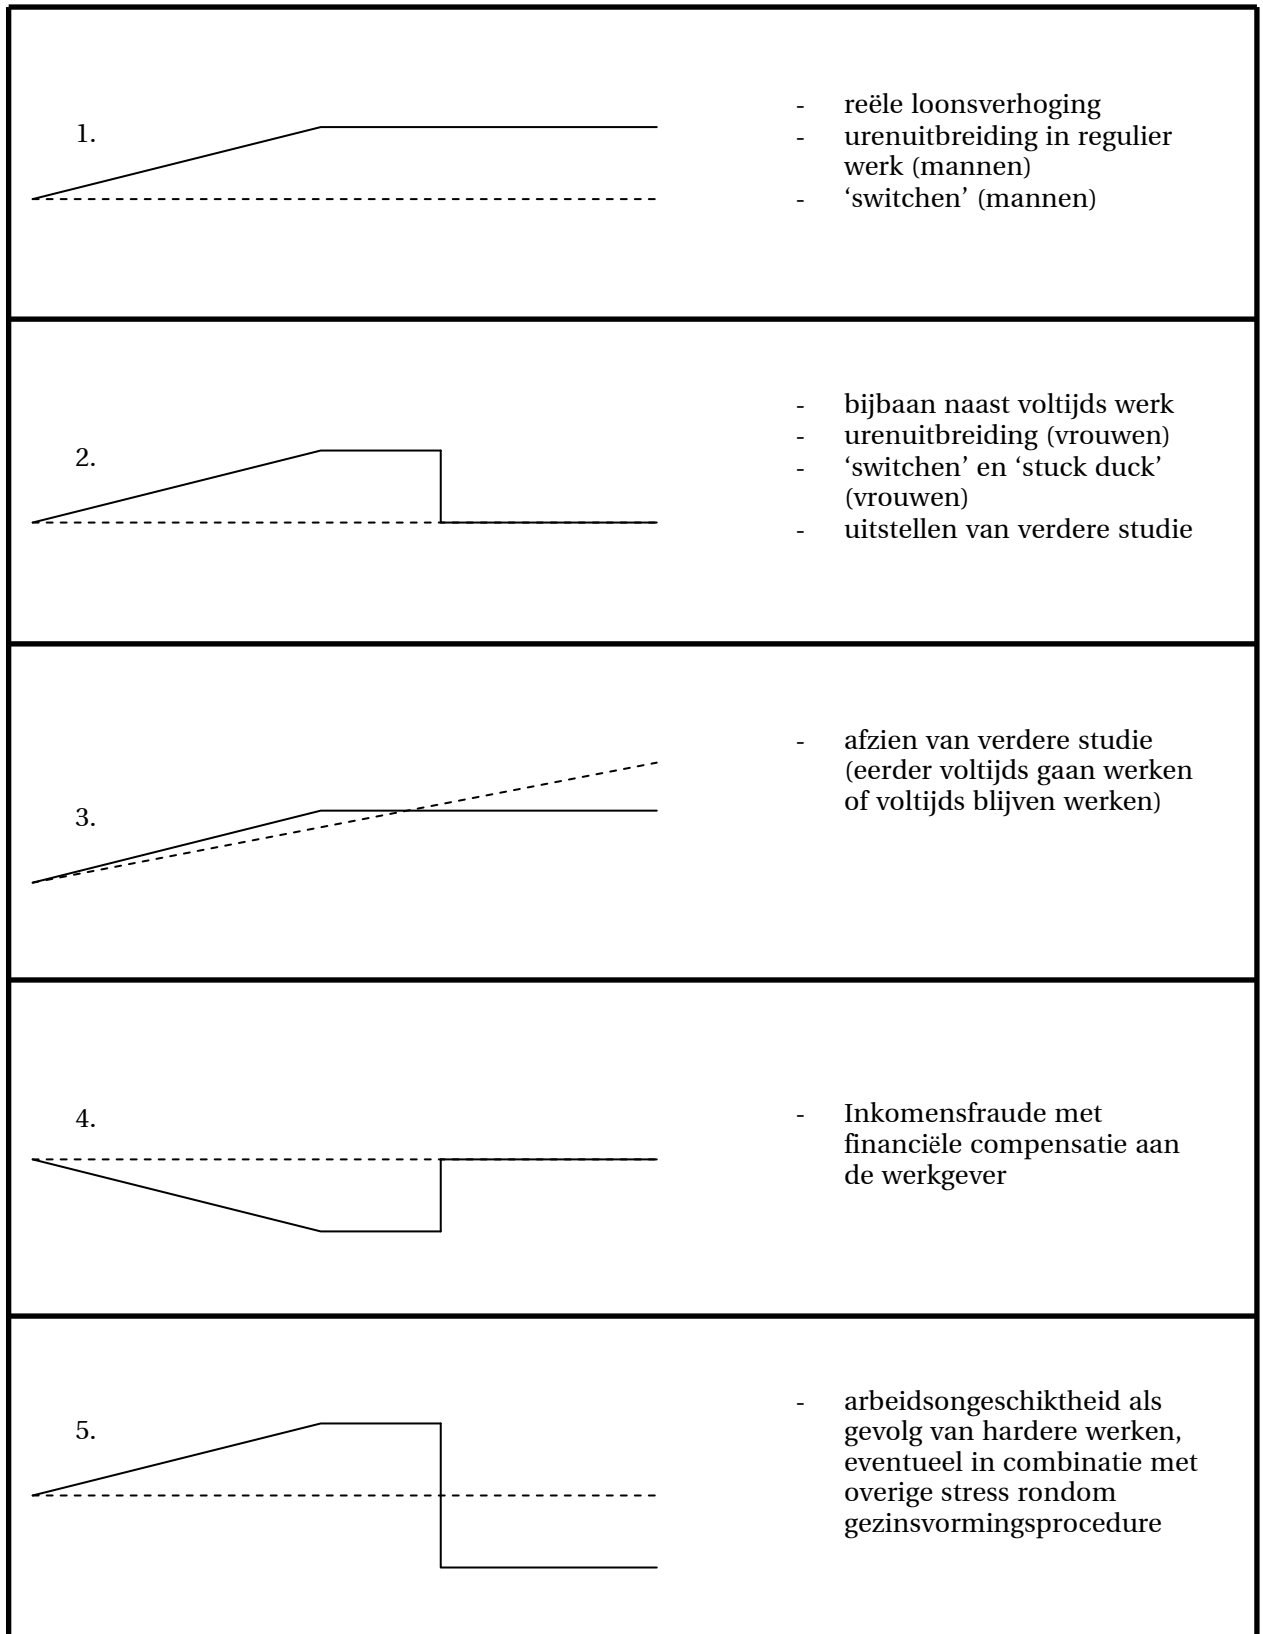 1.
- reële loonsverhoging
- urenuitbreiding in regulier
werk (mannen)
- ‘switchen’ (mannen)
2.
- bijbaan naast voltijds werk
- urenuitbreiding (vrouwen)
- ‘switchen’ en ‘stuck duck’
(vrouwen)
- uitstellen van verdere studie
3.
- afzien van verdere studie
(eerder voltijds gaan werken
of voltijds blijven werken)
4.
- Inkomensfraude met
financiële compensatie aan
de werkgever
5.
- arbeidsongeschiktheid als
gevolg van hardere werken,
eventueel in combinatie met
overige stress rondom
gezinsvormingsprocedure